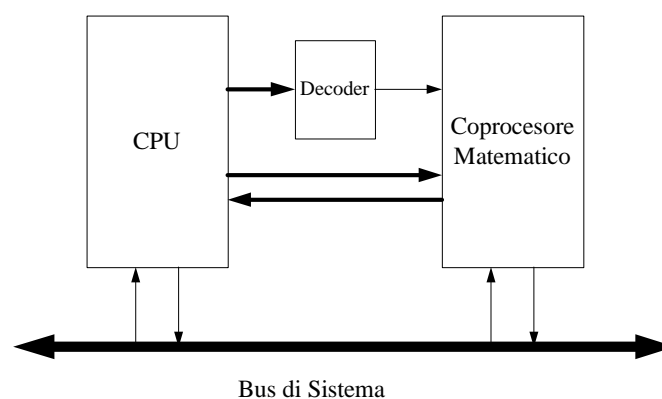 Decoder
CPU
Coprocesore
Matematico
Bus di Sistema